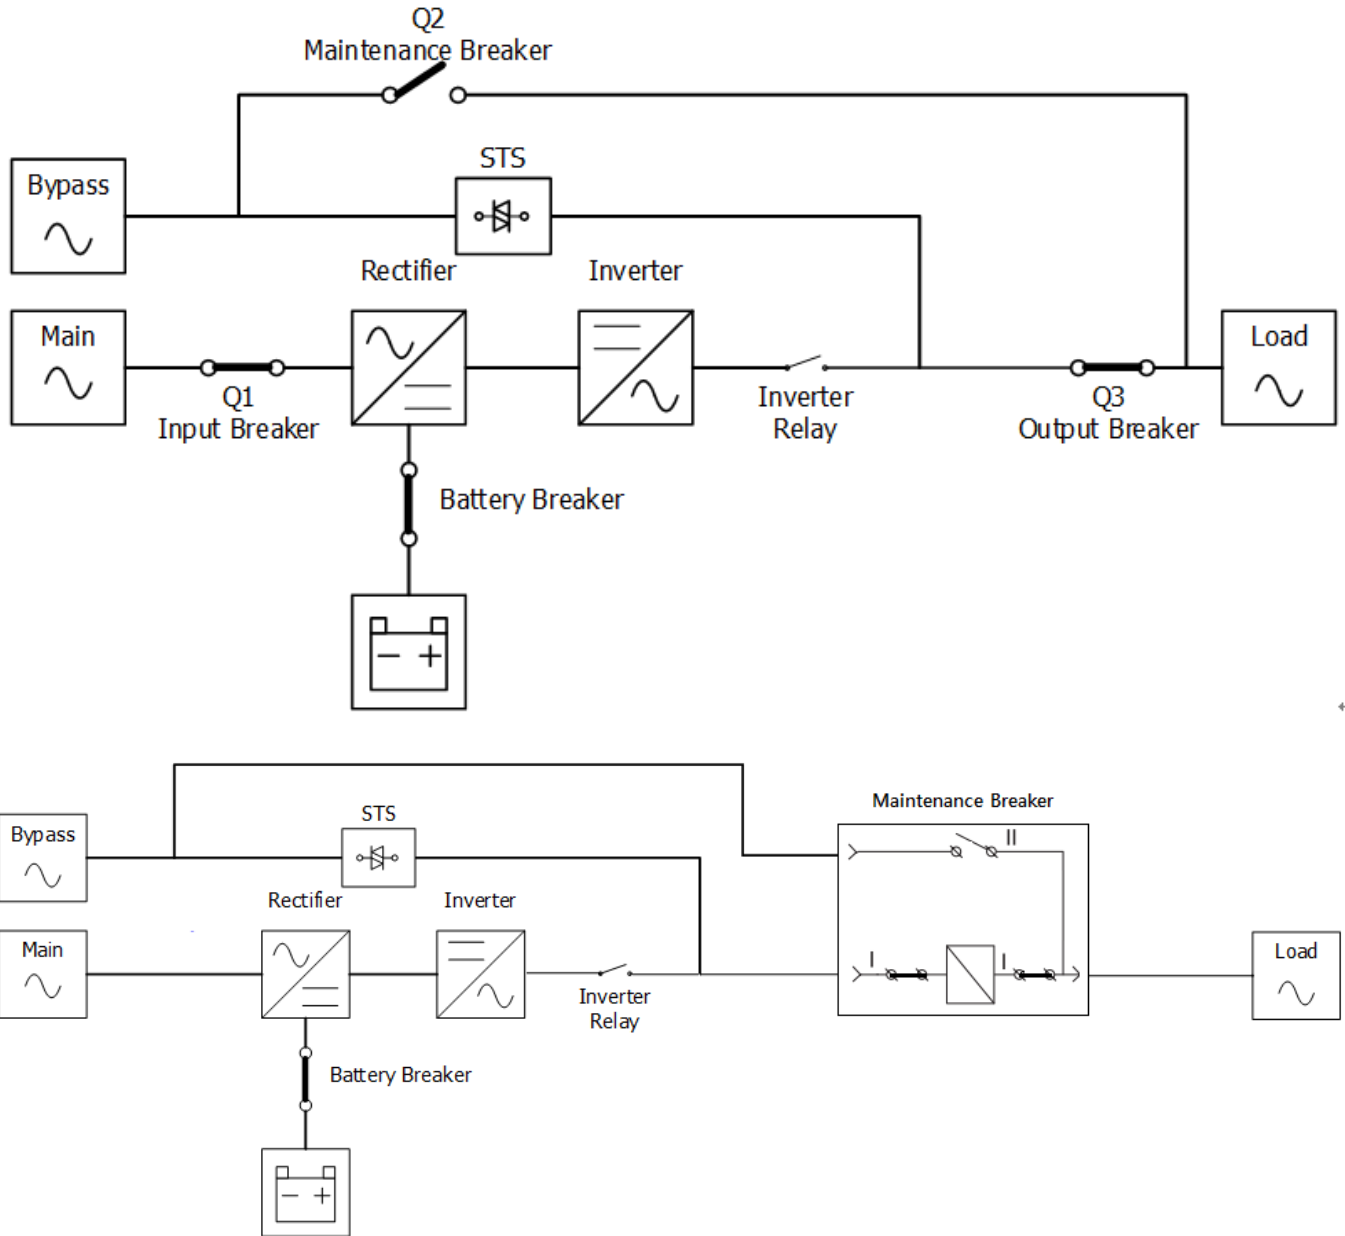 Q2
Maintenance Breaker
STS
Bypass
Rectifier
Inverter
Main
Load
Q1
Input Breaker
Inverter
Relay
Q3
Output Breaker
Battery Breaker
- +
Maintenance Breaker
STS
II
Bypass
Rectifier
Inverter
Main
I
I
Load
Inverter
Relay
Battery Breaker
- +